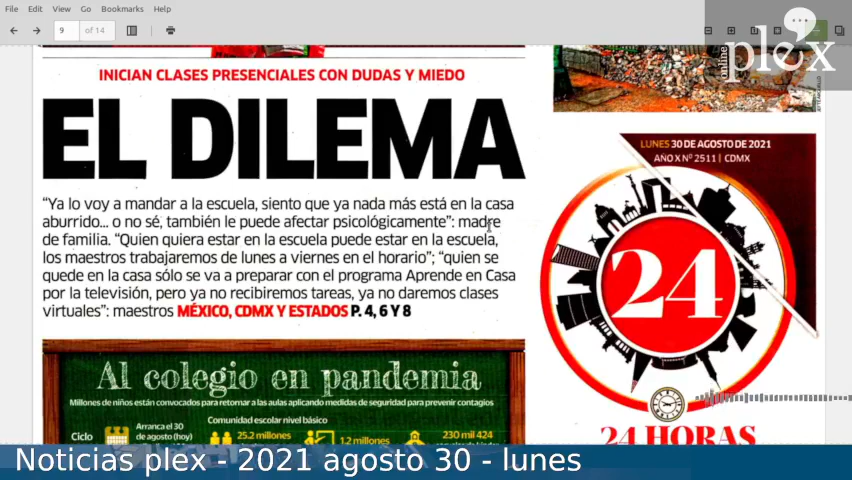 File Edit View Go Bookmarks Help
9 of 14
online
plex
INICIAN CLASES PRESENCIALES CON DUDAS Y MIEDO
EL DILEMA
“Ya lo voy a mandar a la escuela, siento que ya nada más está en la casa
aburrido... o no sé, también le puede afectar psicológicamente”: madre
de familia. “Quien quiera estar en la escuela puede estar en la escuela,
los maestros trabajaremos de lunes a viernes en el horario”; “quien se
quede en la casa sólo se va a preparar con el programa Aprende en Casa
por la televisión, pero ya no recibiremos tareas, ya no daremos clases
virtuales”: maestros MÉXICO, CDMX Y ESTADOS P. 4, 6 Y 8
LUNES 30 DE AGOSTO DE 2021
AÑO X Nº 2511 | CDMX
24
24 HORAS
Al colegio en pandemia
Millones de niños están convocados para retornar a las aulas aplicando medidas de seguridad para prevenir contagios
Ciclo
Arranca el 30
de agosto (hoy)
Comunidad escolar nivel básico
25.2 millones
1.2 millones
230 mil 424
Noticias plex - 2021 agosto 30 - lunes